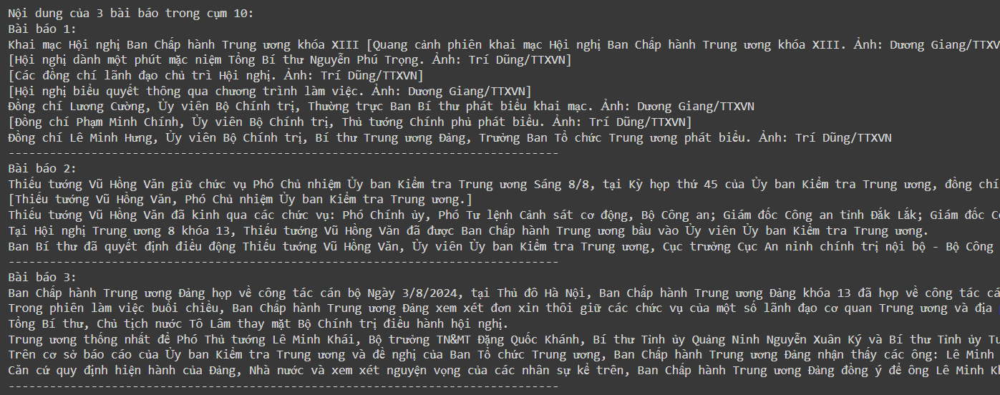 Nội dung của 3 bài báo trong cụm 10:
Bài báo 1:
Khai mạc Hội nghị Ban Chấp hành Trung ương khóa XIII [Quang cảnh phiên khai mạc Hội nghị Ban Chấp hành Trung ương khóa XIII. Ảnh: Dương Giang/TTXV
[Hội nghị dành một phút mặc niệm Tổng Bí thư Nguyễn Phú Trọng. Ảnh: Trí Dũng/TTXVN]
[Các đồng chí lãnh đạo chủ trì Hội nghị. Ảnh: Trí Dũng/TTXVN]
[Hội nghị biểu quyết thông qua chương trình làm việc. Ảnh: Dương Giang/TTXVN]
Đồng chí Lương Cường, Ủy viên Bộ Chính trị, Thường trực Ban Bí thư phát biểu khai mạc. Ảnh: Dương Giang/TTXVN
[Đồng chí Phạm Minh Chính, Ủy viên Bộ Chính trị, Thủ tướng Chính phủ phát biểu. Ảnh: Trí Dũng/TTXVN]
Đồng chí Lê Minh Hưng, Ủy viên Bộ Chính trị, Bí thư Trung ương Đảng, Trưởng Ban Tổ chức Trung ương phát biểu. Ảnh: Trí Dũng/TTXVN
--------------------------------------------------------------------------------
Bài báo 2:
Thiếu tướng Vũ Hồng Văn giữ chức vụ Phó Chủ nhiệm Ủy ban Kiểm tra Trung ương Sáng 8/8, tại Kỳ họp thứ 45 của Ủy ban Kiểm tra Trung ương, đồng chí
[Thiếu tướng Vũ Hồng Văn, Phó Chủ nhiệm Ủy ban Kiểm tra Trung ương.]
Thiếu tướng Vũ Hồng Văn đã kinh qua các chức vụ: Phó Chính ủy, Phó Tư lệnh Cảnh sát cơ động, Bộ Công an; Giám đốc Công an tỉnh Đắk Lắk; Giám đốc
Tại Hội nghị Trung ương 8 khóa 13, Thiếu tướng Vũ Hồng Văn đã được Ban Chấp hành Trung ương bầu vào Ủy viên Ủy ban Kiểm tra Trung ương.
Ban Bí thư đã quyết định điều động Thiếu tướng Vũ Hồng Văn, Ủy viên Ủy ban Kiểm tra Trung ương, Cục trưởng Cục An ninh chính trị nội bộ - Bộ Công
--------------------------------------------------------------------------------
Bài báo 3:
Ban Chấp hành Trung ương Đảng họp về công tác cán bộ Ngày 3/8/2024, tại Thủ đô Hà Nội, Ban Chấp hành Trung ương Đảng khóa 13 đã họp về công tác cá
Trong phiên làm việc buổi chiều, Ban Chấp hành Trung ương Đảng xem xét đơn xin thôi giữ các chức vụ của một số lãnh đạo cơ quan Trung ương và địa
Tổng Bí thư, Chủ tịch nước Tô Lâm thay mặt Bộ Chính trị điều hành hội nghị.
Trung ương thống nhất để Phó Thủ tướng Lê Minh Khái, Bộ trưởng TN&MT Đặng Quốc Khánh, Bí thư Tỉnh ủy Quảng Ninh Nguyễn Xuân Ký và Bí thư Tỉnh ủy Tu
Trên cơ sở báo cáo của Ủy ban Kiểm tra Trung ương và đề nghị của Ban Tổ chức Trung ương, Ban Chấp hành Trung ương Đảng nhận thấy các ông: Lê Minh
Căn cứ quy định hiện hành của Đảng, Nhà nước và xem xét nguyện vọng của các nhân sự kể trên, Ban Chấp hành Trung ương Đảng đồng ý để ông Lê Minh Kh
--------------------------------------------------------------------------------